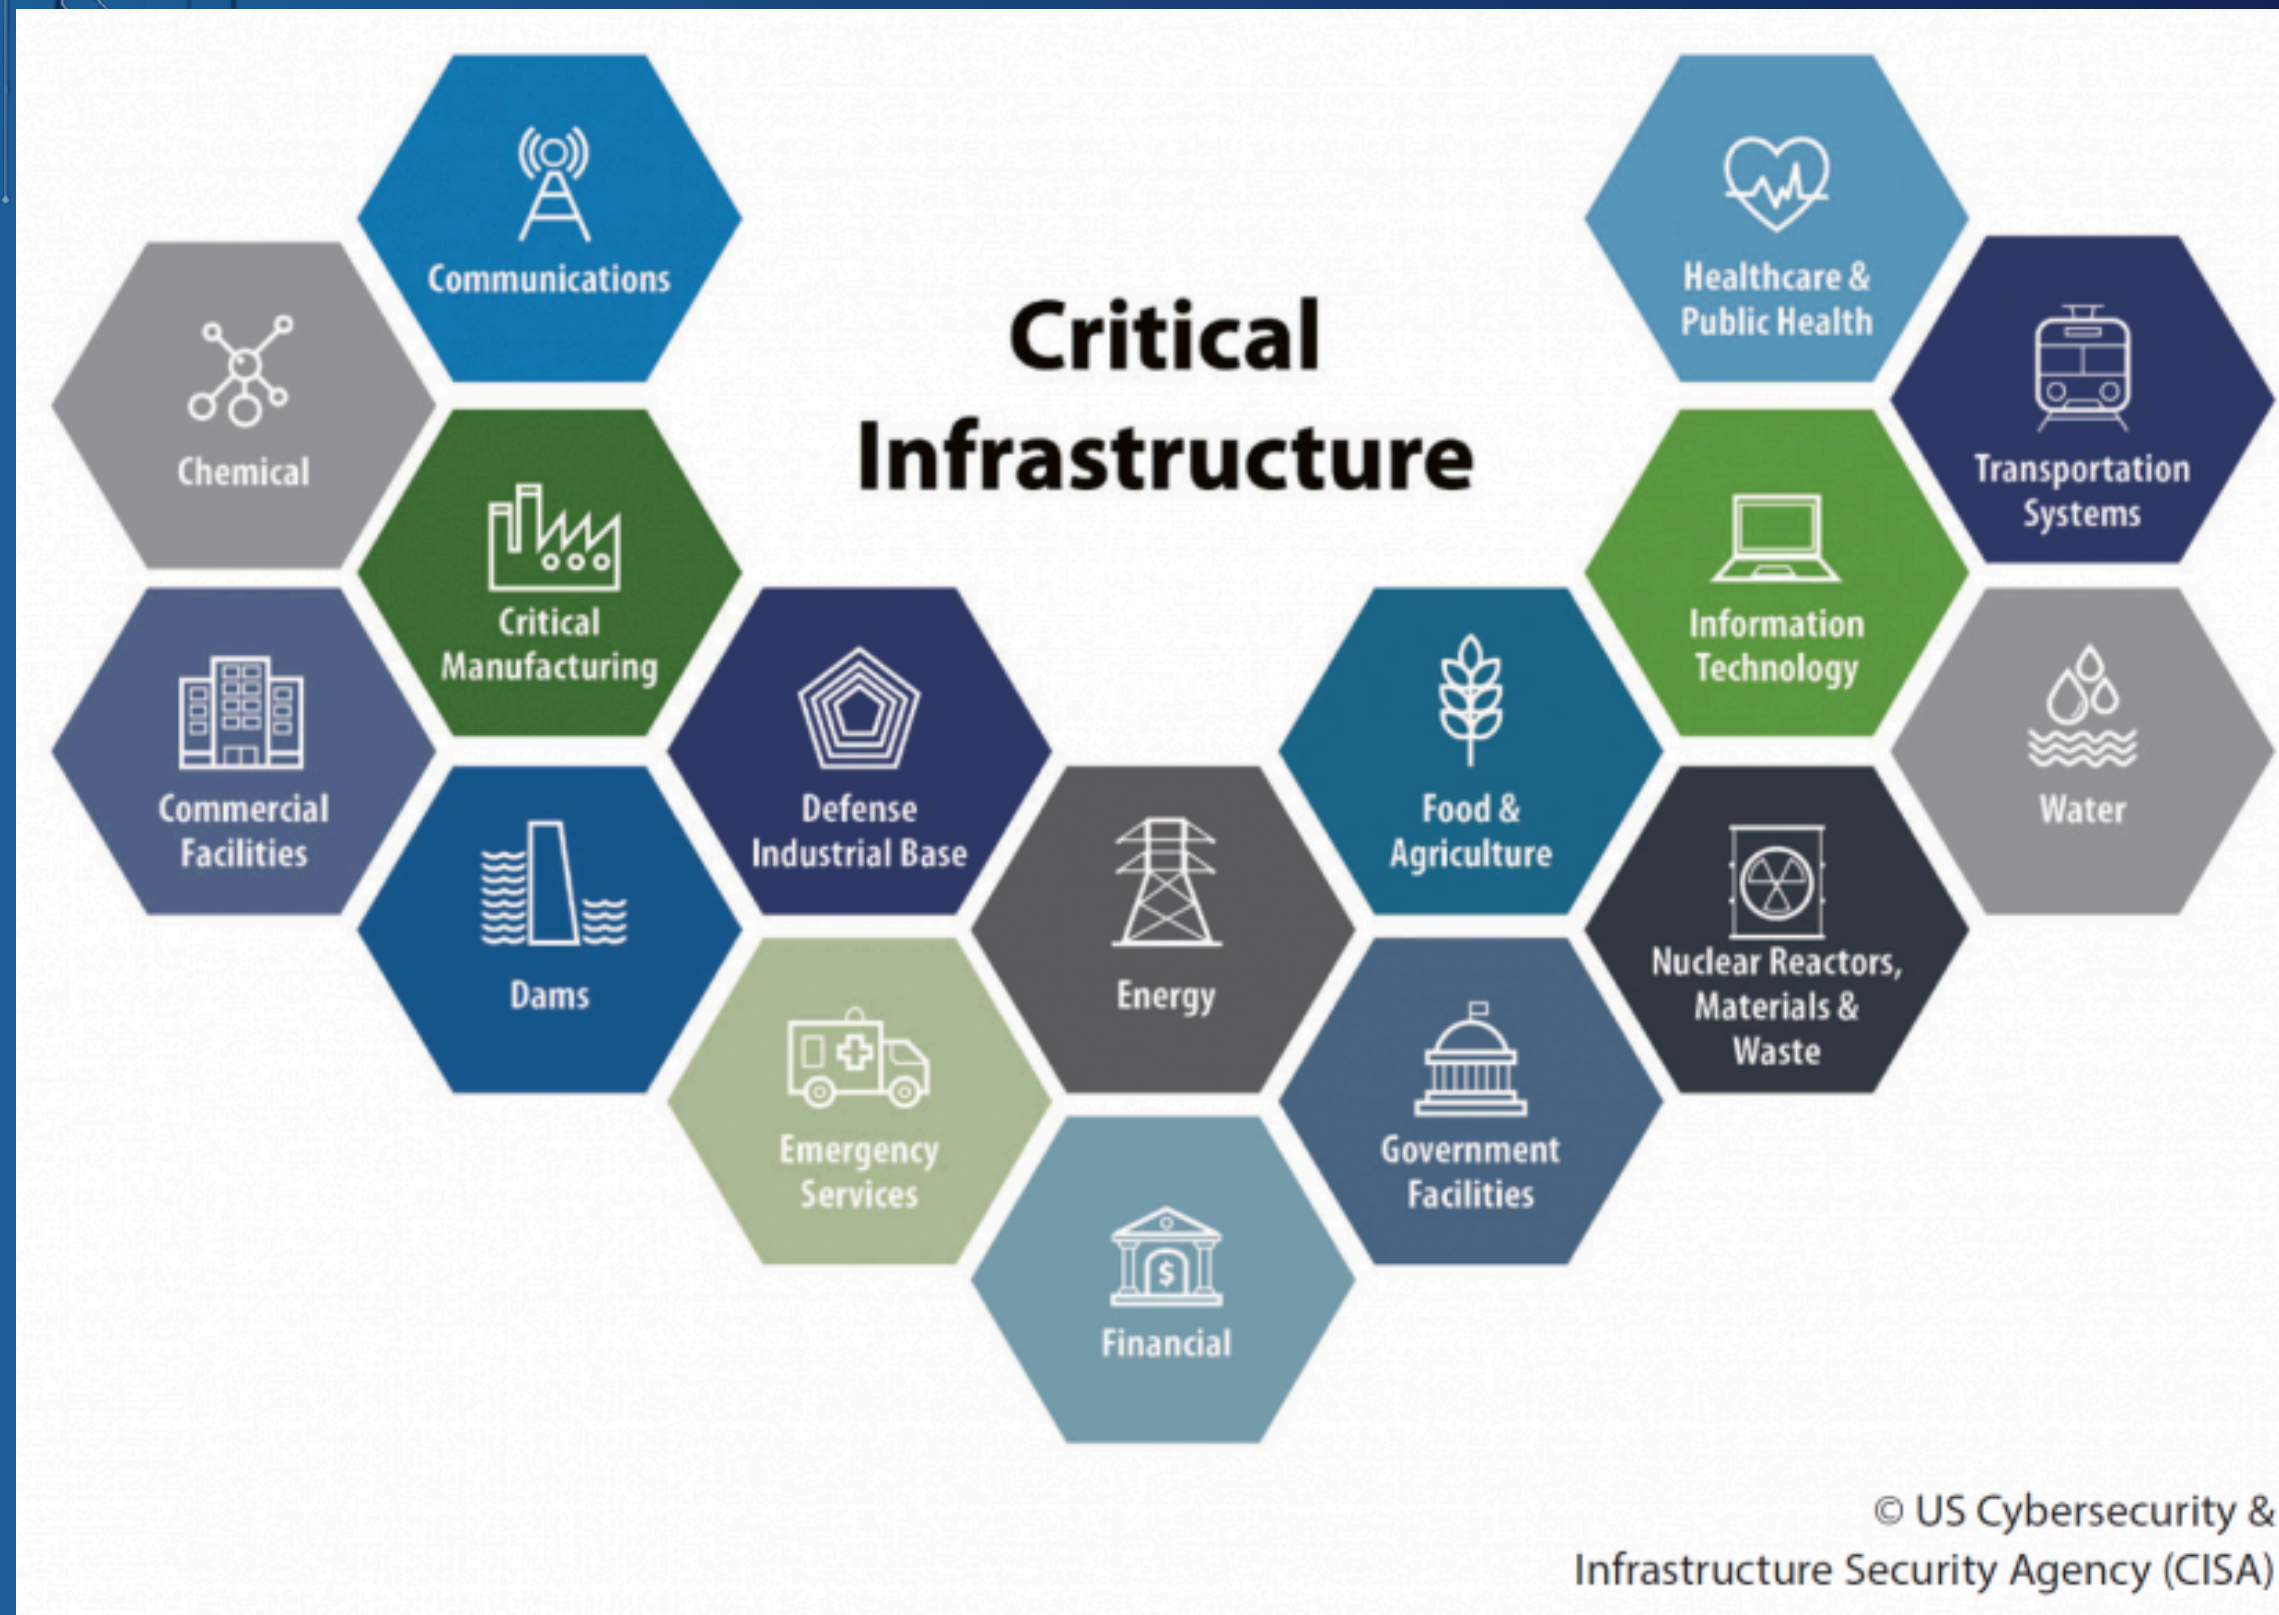 Communications
Healthcare &
Public Health
Chemical
Critical
Infrastructure
Transportation
Systems
Critical
Manufacturing
Information
Technology
Commercial
Facilities
Defense
Industrial Base
Food &
Agriculture
Water
Dams
Energy
Nuclear Reactors,
Materials &
Waste
Emergency
Services
Government
Facilities
$
Financial
© US Cybersecurity &
Infrastructure Security Agency (CISA)